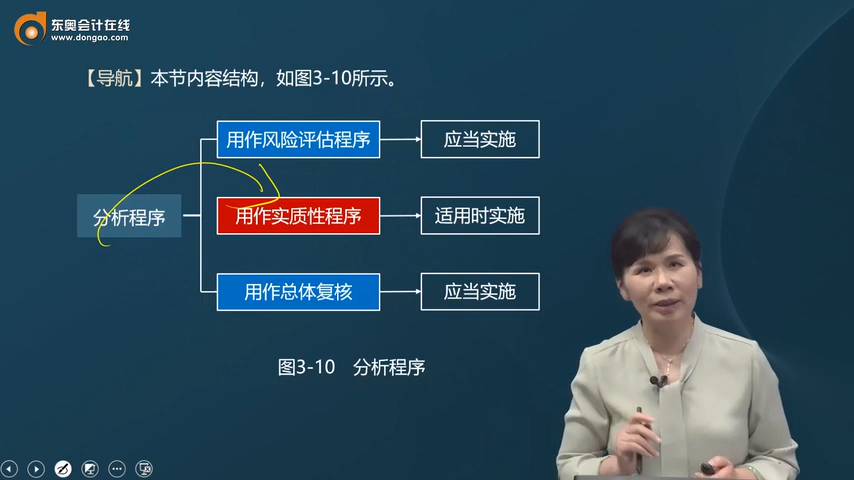 东奥会计在线
www.dongao.com
【导航】本节内容结构，如图3-10所示。
用作风险评估程序
应当实施
分析程序
用作实质性程序
适用时实施
用作总体复核
应当实施
图3-10 分析程序